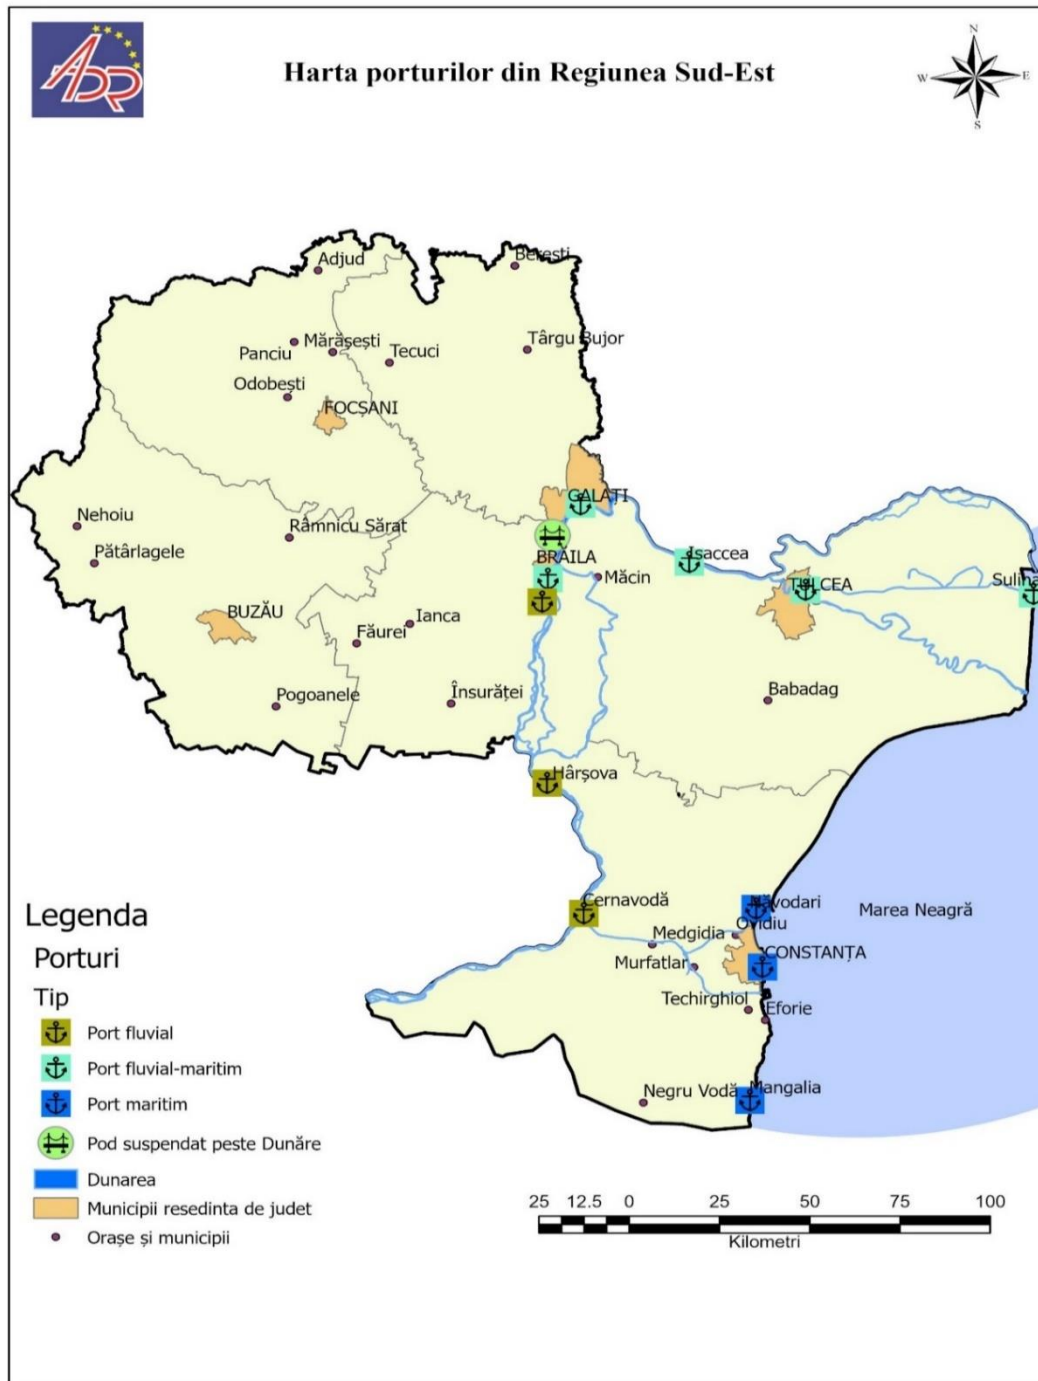 ADR
Harta porturilor din Regiunea Sud-Est
N
W
E
S
Adjud
Berești
Panciu
Mărășești
Tecuci
Târgu Bujor
Odobești
FOCȘANI
GALAȚI
Nehoiu
Râmnicu Sărat
Pătârlagele
BRĂILA
Măcin
Isaccea
TULCEA
Sulina
BUZĂU
Ianca
Făurei
Pogoanele
Însurăței
Babadag
Hârșova
Cernavodă
Năvodari
Marea Neagră
Ovidiu
Medgidia
Murfatlar
CONSTANȚA
Techirghiol
Eforie
Negru Vodă
Mangalia
Legenda
Porturi
Tip
Port fluvial
Port fluvial-maritim
Port maritim
Pod suspendat peste Dunăre
Dunarea
Municipii resedinta de judet
Orașe și municipii
25 12.5 0 25 50 75 100
Kilometri